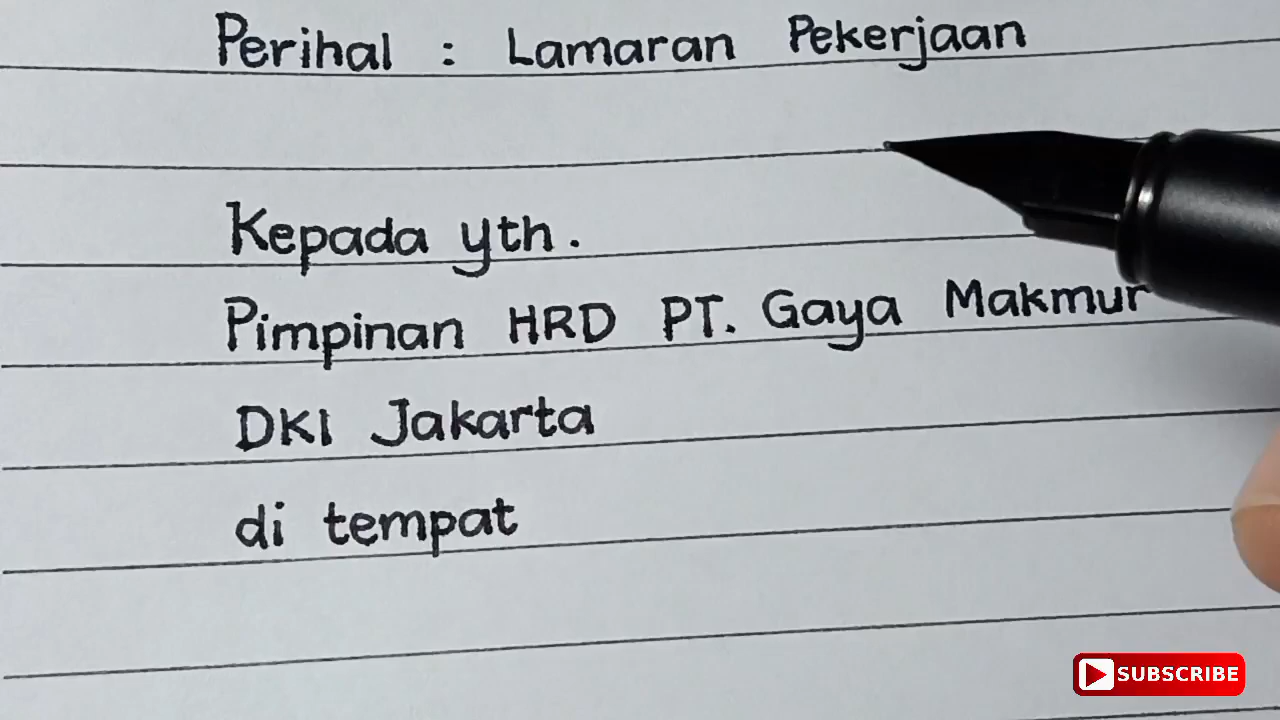 Perihal : Lamaran Pekerjaan
Kepada yth.
Pimpinan HRD PT. Gaya Makmur
DKI Jakarta
di tempat
SUBSCRIBE